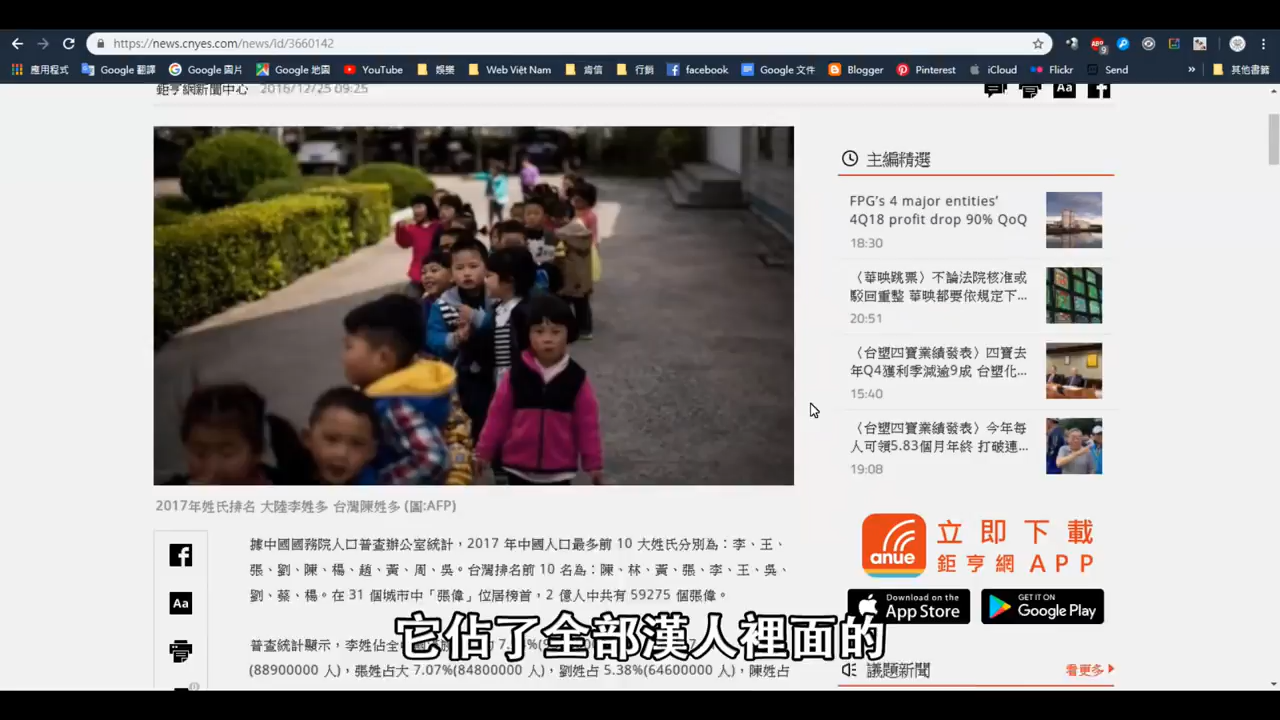 https://news.cnyes.com/news/id/3660142
應用程式
Google 翻譯
Google 圖片
Google 地圖
YouTube
娛樂
Web Việt Nam
肯信
行銷
facebook
Google 文件
Blogger
Pinterest
iCloud
Flickr
Send
»
其他書籤
鉅亨網新聞中心 2016/12/25 09:25
Aa
2017年姓氏排名 大陸李姓多 台灣陳姓多 (圖:AFP)
Aa
據中國國務院人口普查辦公室統計，2017 年中國人口最多前 10 大姓氏分別為：李、王、
張、劉、陳、楊、趙、黃、周、吳。台灣排名前 10 名為：陳、林、黃、張、李、王、吳、
劉、蔡、楊。在 31 個城市中「張偉」位居榜首，2 億人中共有 59275 個張偉。
普查統計顯示，李姓佔全
(88900000 人)，張姓占大 7.07%(84800000 人)，劉姓占 5.38%(64600000 人)，陳姓占
它佔了全部漢人裡面的
主編精選
FPG's 4 major entities'
4Q18 profit drop 90% QoQ
18:30
〈華映跳票〉不論法院核准或
駁回重整 華映都要依規定下...
20:51
〈台塑四寶業績發表〉四寶去
年Q4獲利季減逾9成 台塑化...
15:40
〈台塑四寶業績發表〉今年每
人可領5.83個月年終 打破連...
19:08
anue
立即下載
鉅亨網 APP
Download on the
App Store
GET IT ON
Google Play
議題新聞
看更多